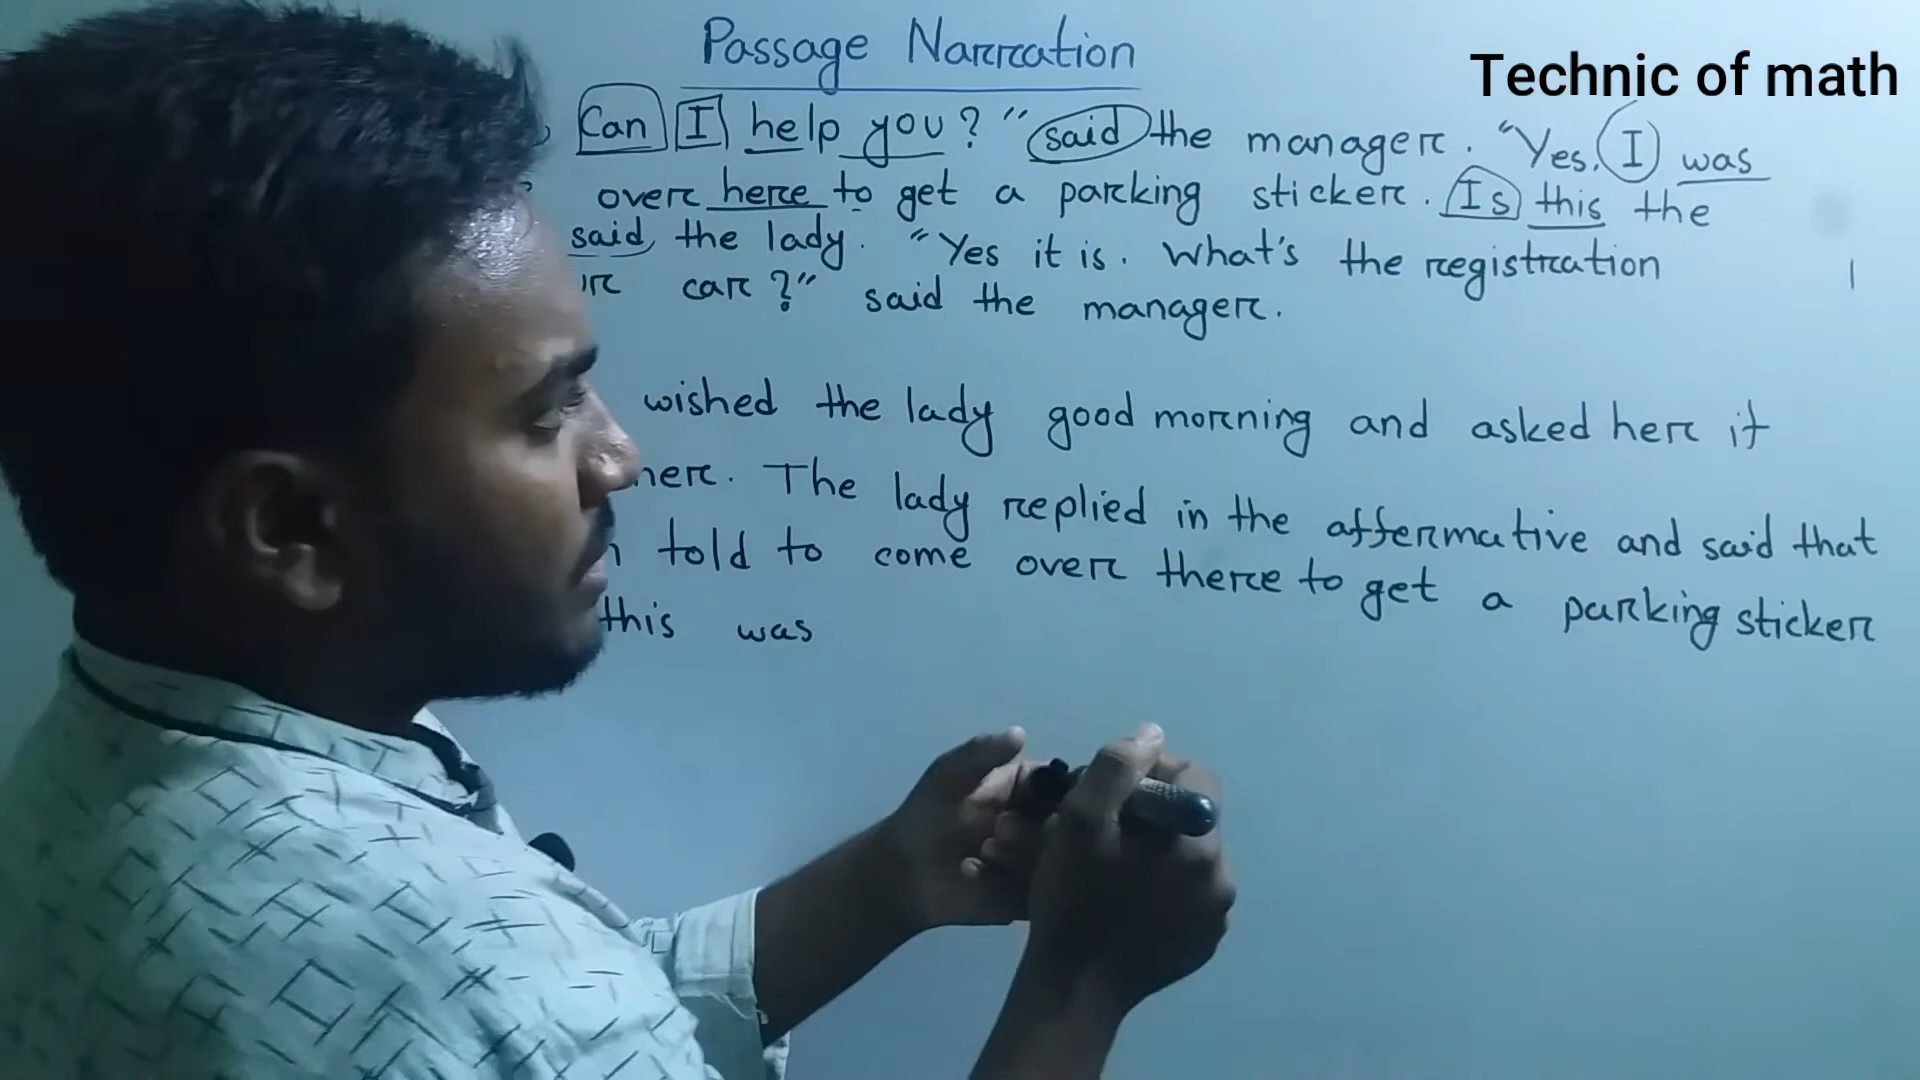 Passage Narration
Technic of math
Can I help you?" said the manager. "Yes, I was
over here to get a parking sticker. Is this the
said the lady. "Yes it is. What's the registration
car?" said the manager.
wished the lady good morning and asked her if
The lady replied in the affermative and said that
told to come over there to get a parking sticker
this was